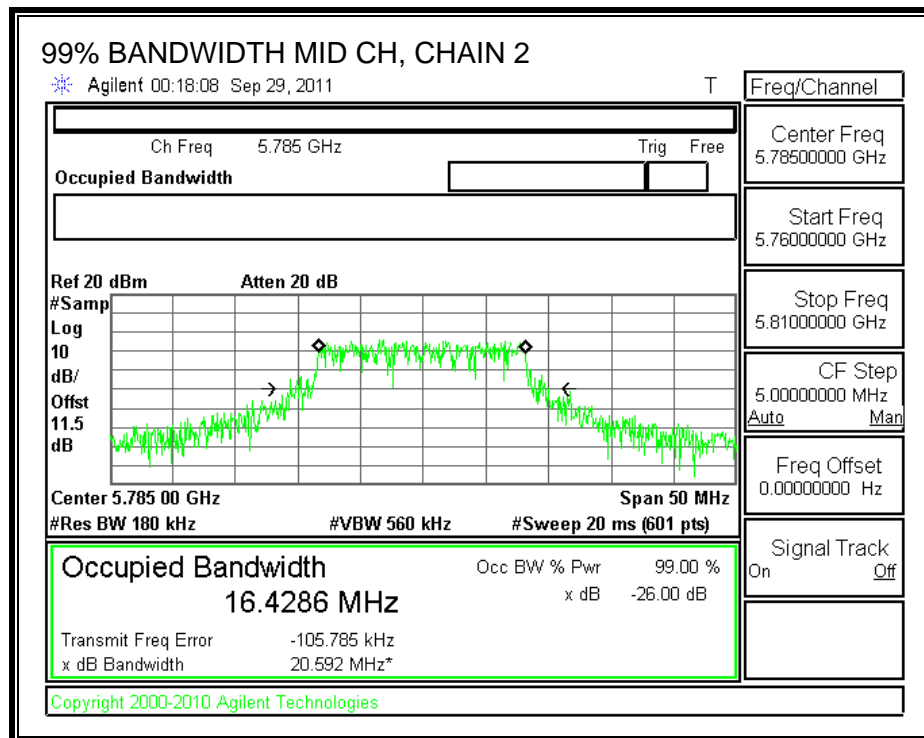 99% BANDWIDTH MID CH, CHAIN 2
Agilent 00:18:08 Sep 29, 2011 T
Freq/Channel
Ch Freq 5.785 GHz Trig Free
Occupied Bandwidth
Center Freq
5.78500000 GHz
Start Freq
5.76000000 GHz
Stop Freq
5.81000000 GHz
CF Step
5.00000000 MHz
Auto Man
Freq Offset
0.00000000 Hz
Signal Track
On Off
Ref 20 dBm Atten 20 dB
#Samp
Log
10
dB/
Offst
11.5
dB
Center 5.785 00 GHz Span 50 MHz
#Res BW 180 kHz #VBW 560 kHz #Sweep 20 ms (601 pts)
Occupied Bandwidth
16.4286 MHz
Occ BW % Pwr 99.00 %
x dB -26.00 dB
Transmit Freq Error -105.785 kHz
x dB Bandwidth 20.592 MHz*
Copyright 2000-2010 Agilent Technologies